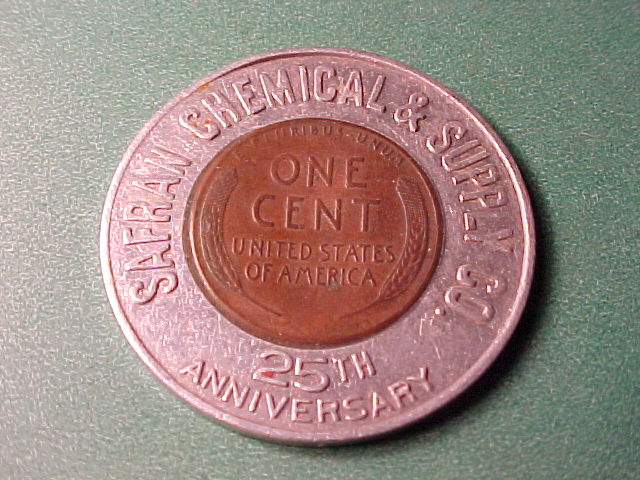 SAFRAN CHEMICAL & SUPPLY CO.
E·PLURIBUS·UNUM
ONE
CENT
UNITED STATES
OF AMERICA
25TH
ANNIVERSARY